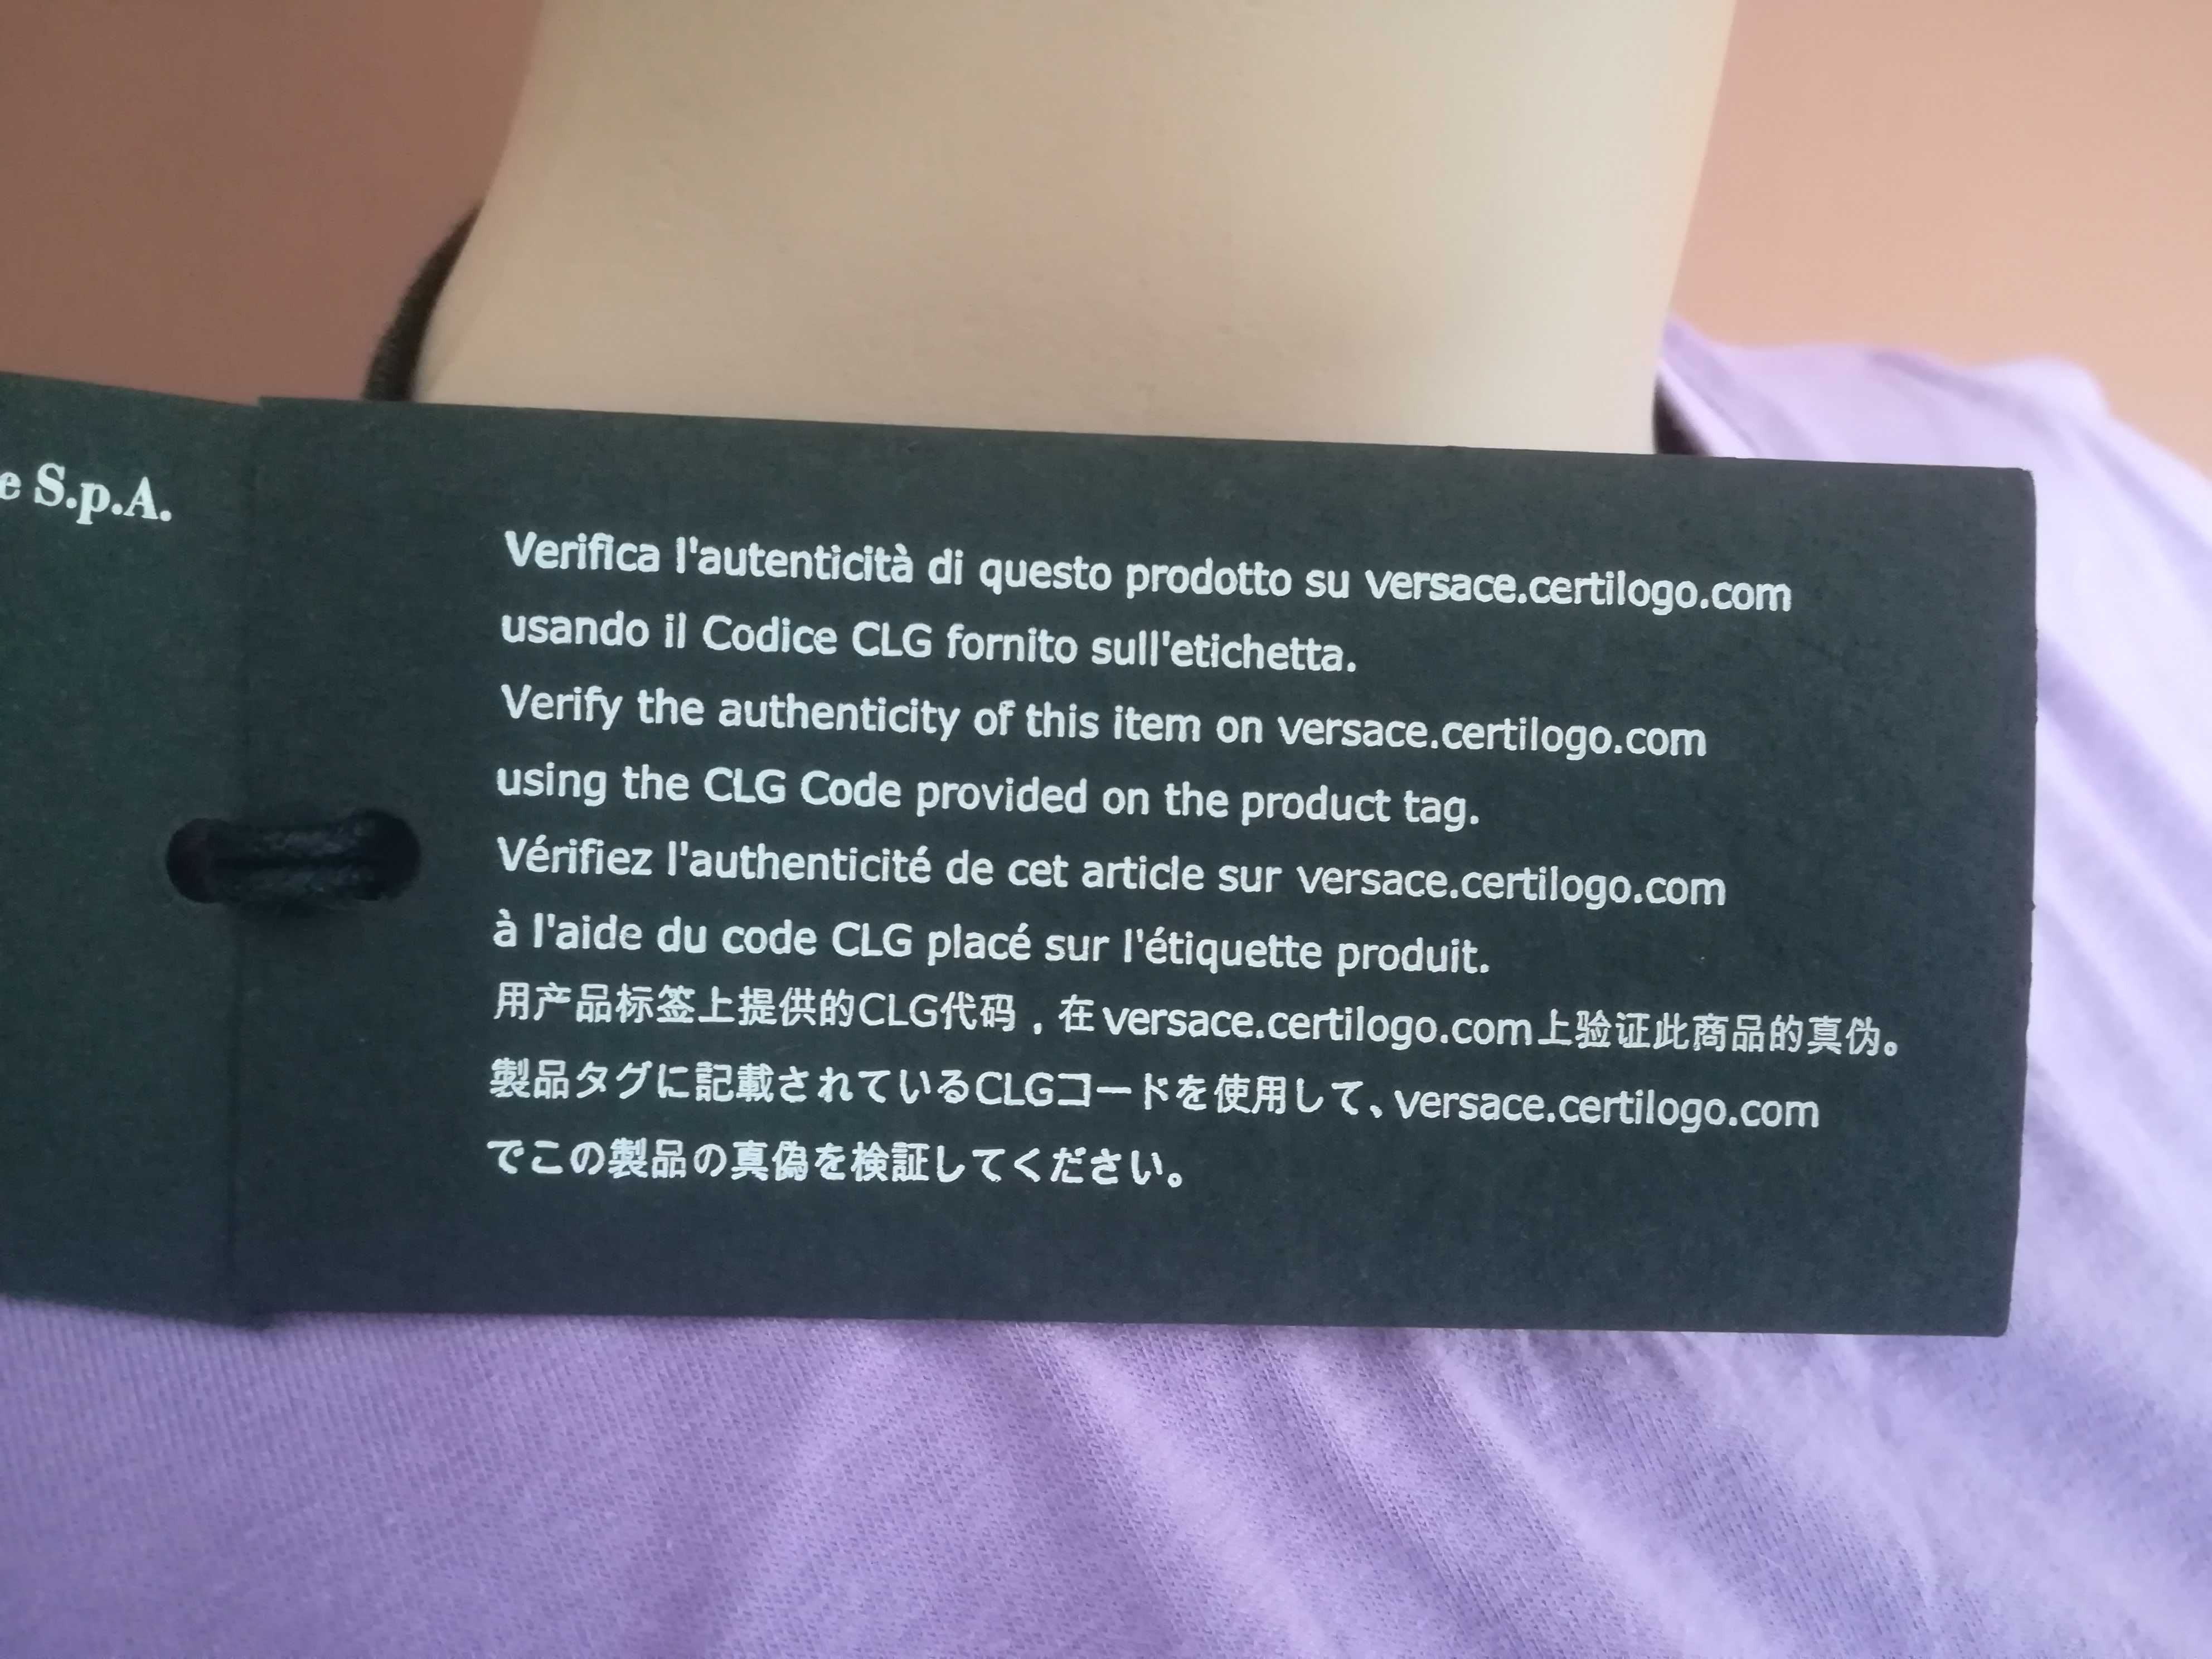 e S.p.A.
Verifica l'autenticità di questo prodotto su versace.certilogo.com
usando il Codice CLG fornito sull'etichetta.
Verify the authenticity of this item on versace.certilogo.com
using the CLG Code provided on the product tag.
Vérifiez l'authenticité de cet article sur versace.certilogo.com
à l'aide du code CLG placé sur l'étiquette produit.
用产品标签上提供的CLG代码，在versace.certilogo.com上验证此商品的真伪。
製品タグに記載されているCLGコードを使用して、versace.certilogo.com
でこの製品の真偽を検証してください。